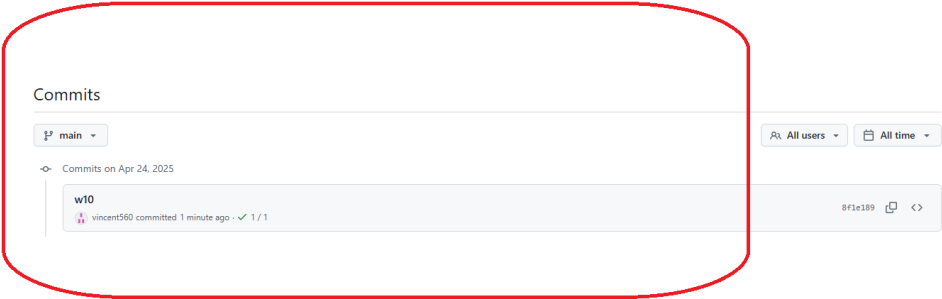 Commits
main
All users
All time
Commits on Apr 24, 2025
w10
vincent560 committed 1 minute ago · 1 / 1
8f1e189